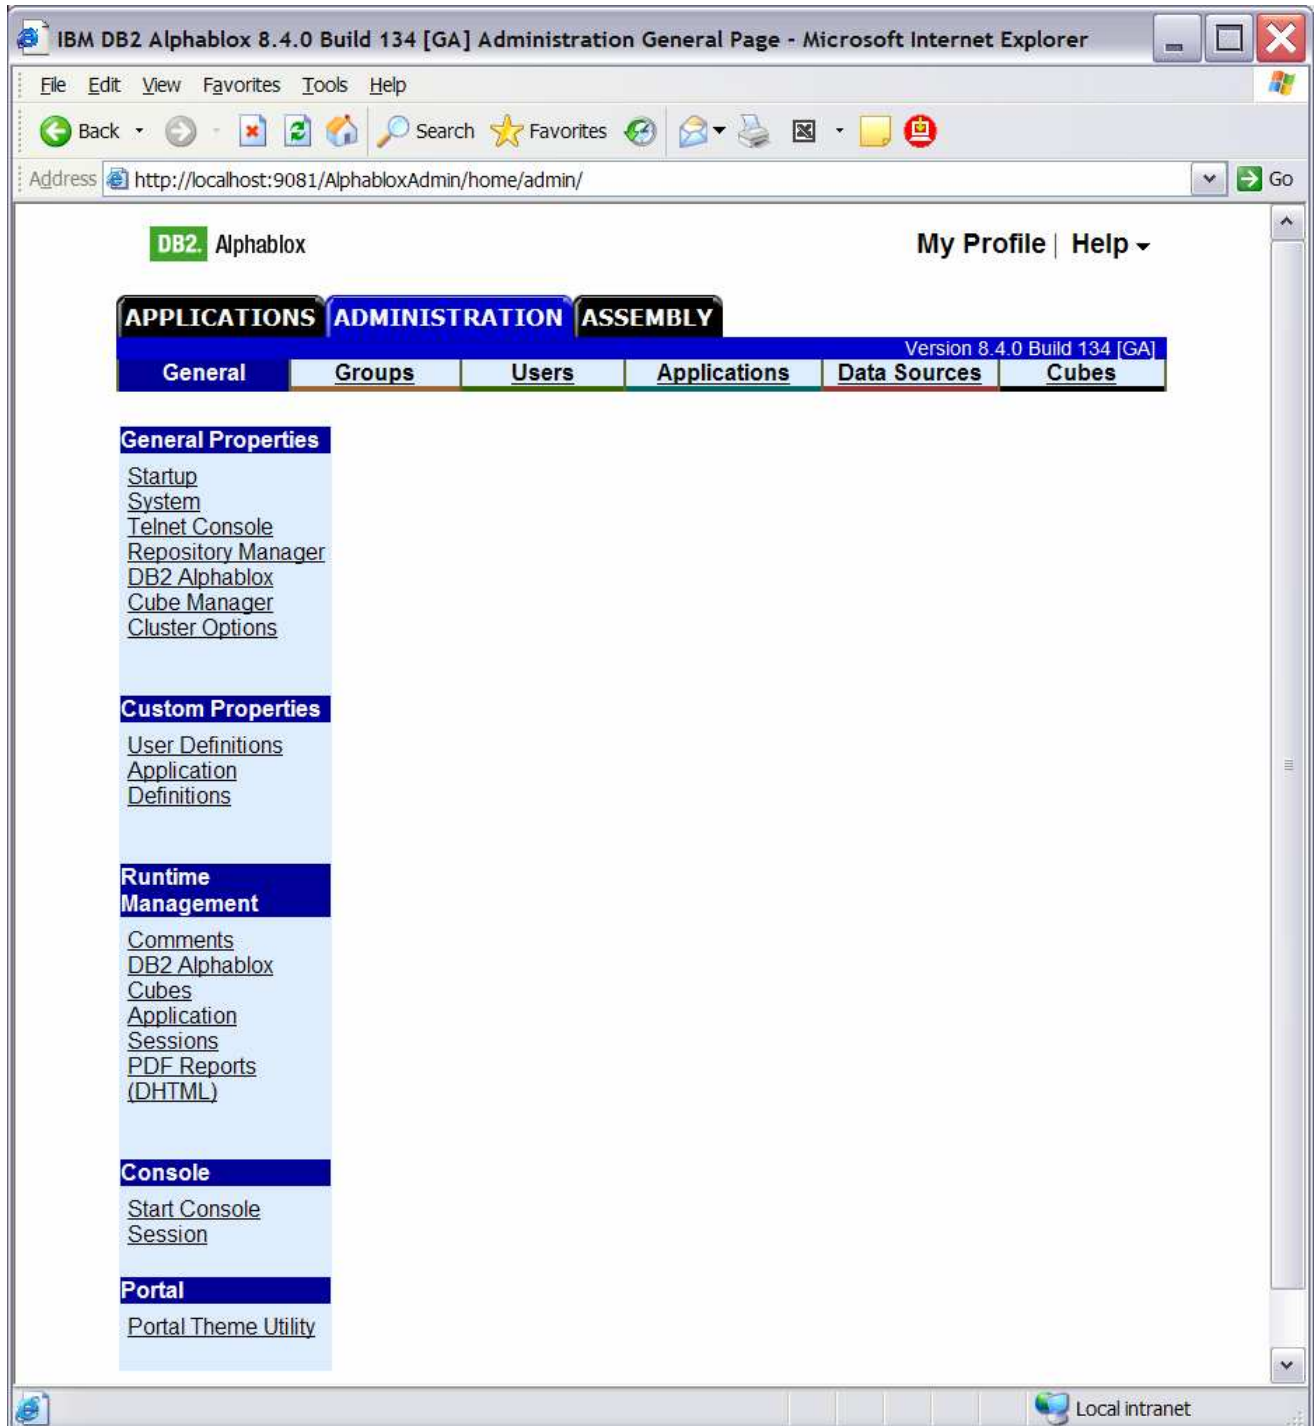 IBM DB2 Alphablox 8.4.0 Build 134 [GA] Administration General Page - Microsoft Internet Explorer
File Edit View Favorites Tools Help
Back Search Favorites
Address http://localhost:9081/AlphabloxAdmin/home/admin/ Go
DB2. Alphablox
My Profile | Help
APPLICATIONS ADMINISTRATION ASSEMBLY
Version 8.4.0 Build 134 [GA]
General Groups Users Applications Data Sources Cubes
General Properties
Startup
System
Telnet Console
Repository Manager
DB2 Alphablox
Cube Manager
Cluster Options
Custom Properties
User Definitions
Application
Definitions
Runtime
Management
Comments
DB2 Alphablox
Cubes
Application
Sessions
PDF Reports
(DHTML)
Console
Start Console
Session
Portal
Portal Theme Utility
Local intranet